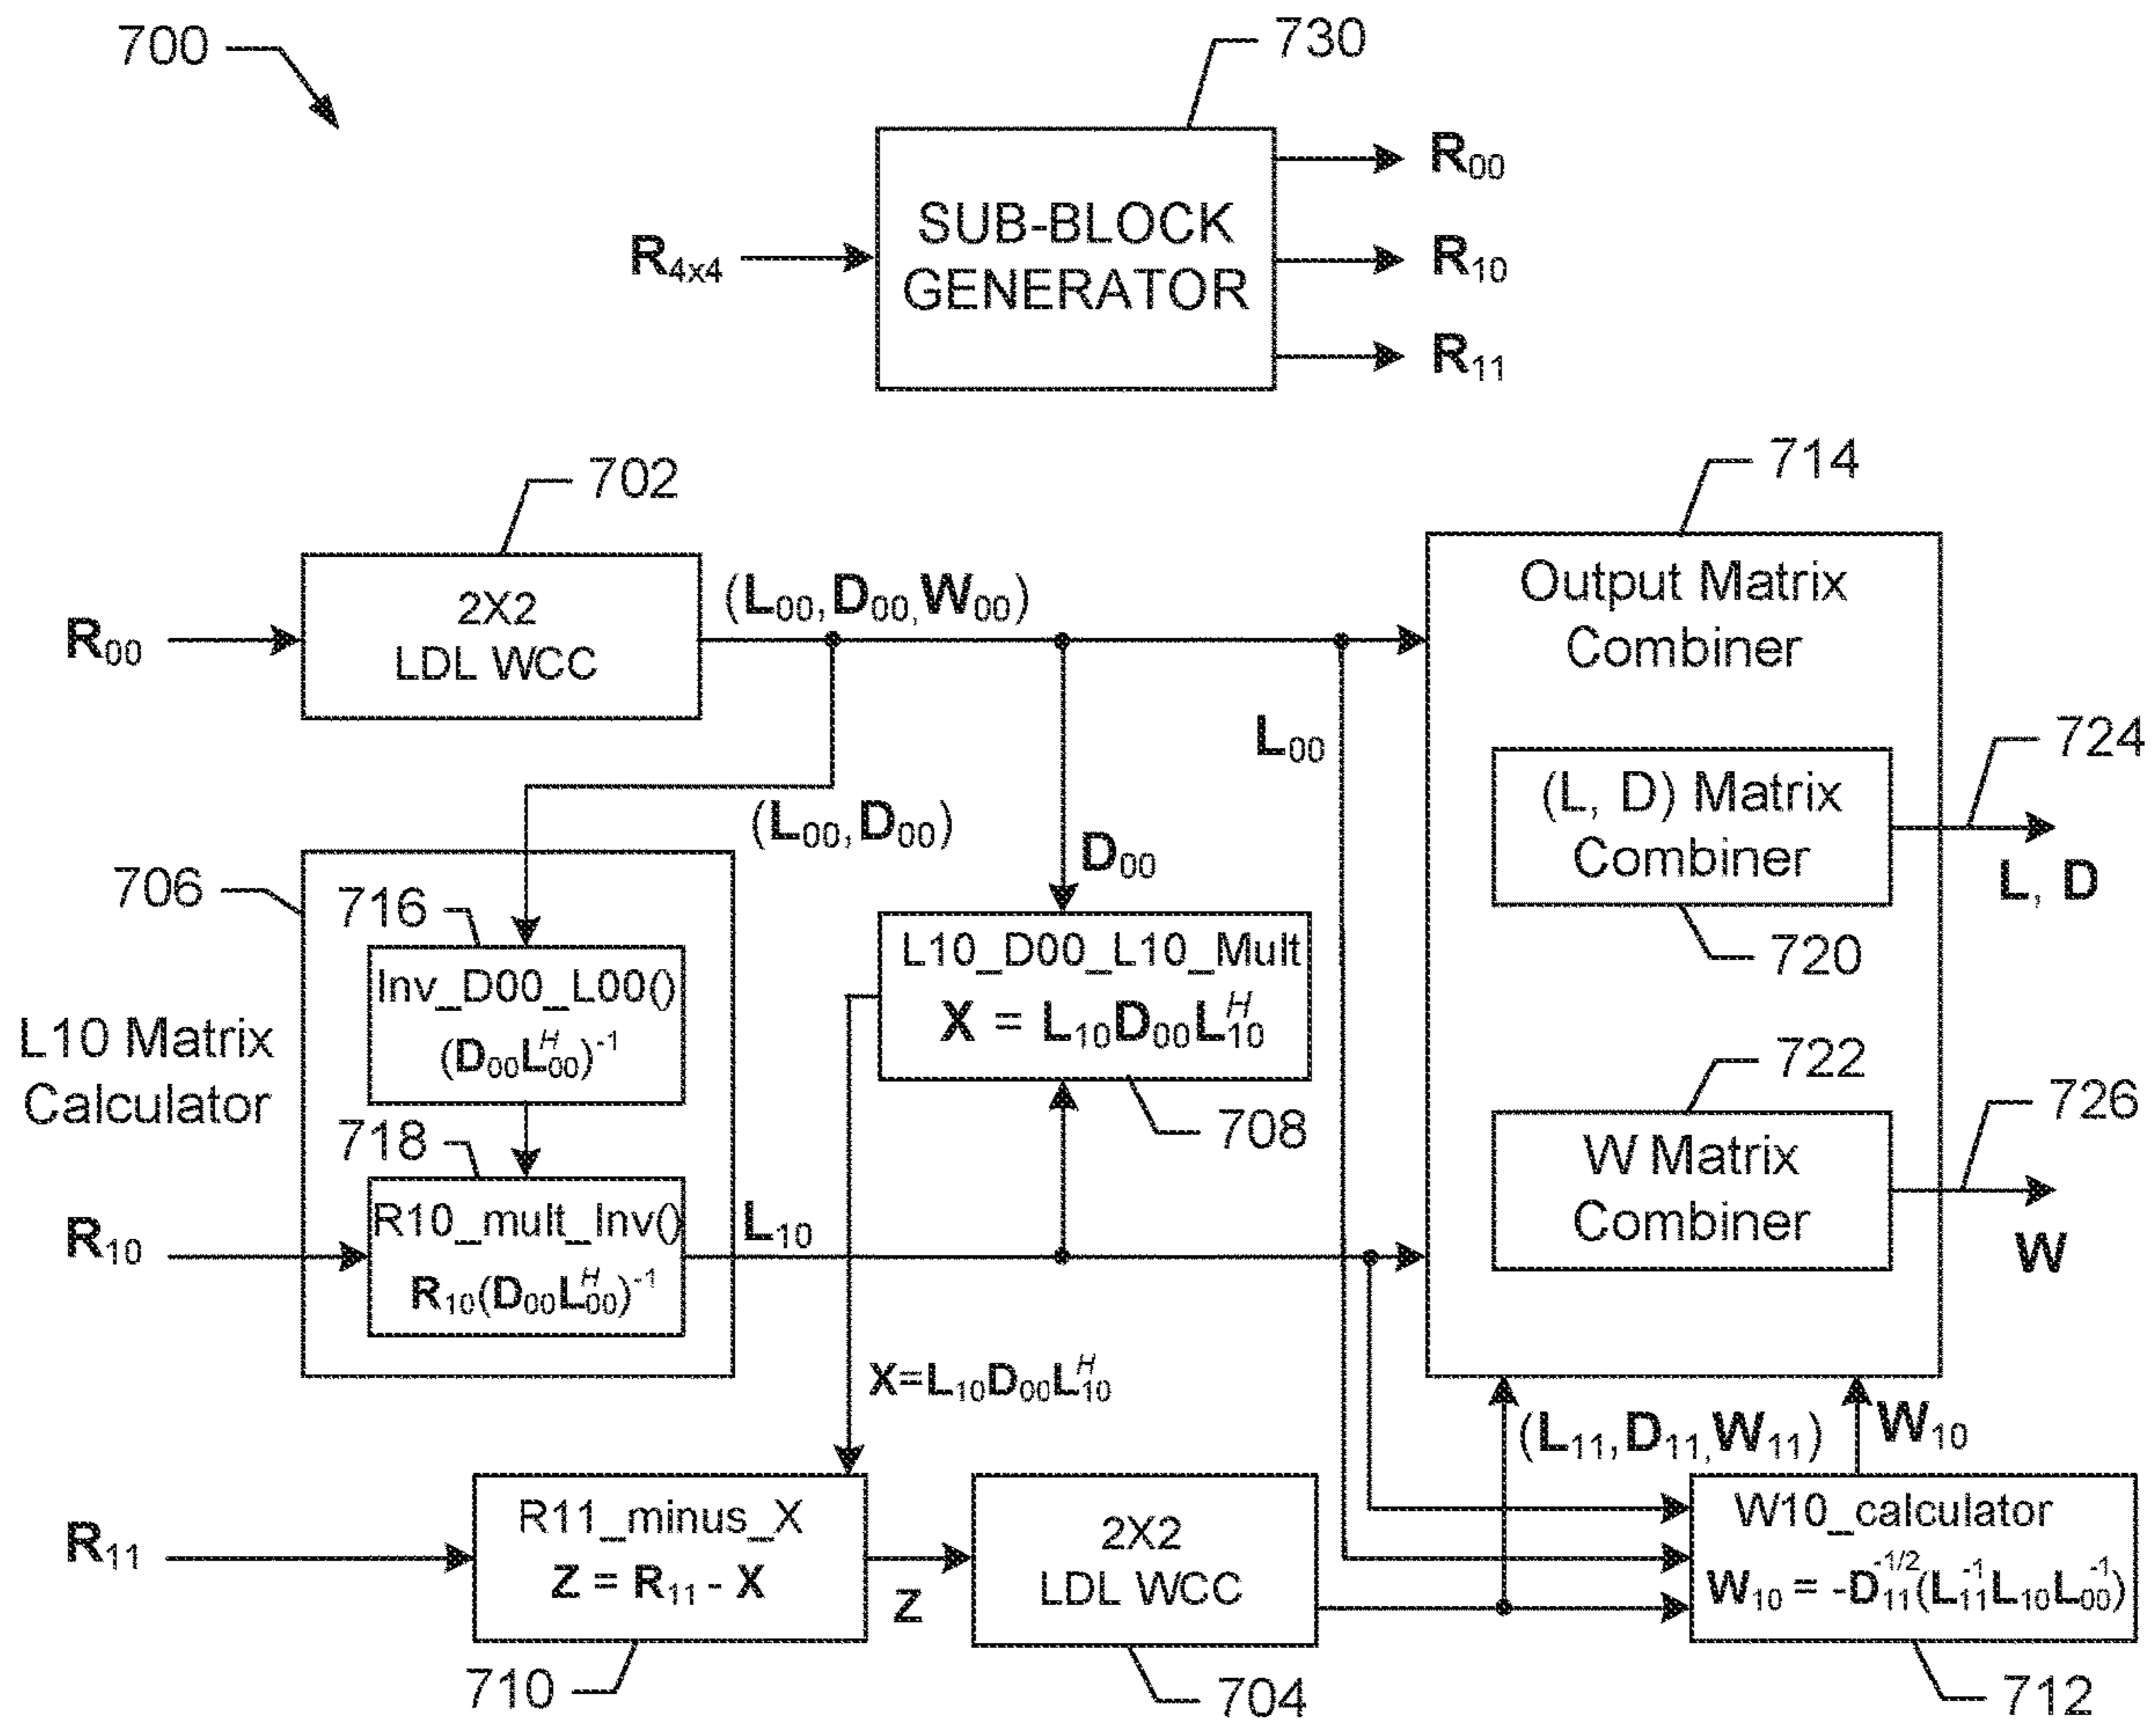 700
730
R₄ₓ₄
SUB-BLOCK
GENERATOR
R₀₀
R₁₀
R₁₁
702
R₀₀
2X2
LDL WCC
(L₀₀, D₀₀, W₀₀)
714
Output Matrix
Combiner
L₀₀
(L₀₀, D₀₀)
D₀₀
(L, D) Matrix
Combiner
720
724
L, D
706
L10 Matrix
Calculator
716
Inv_D00_L00()
(D₀₀L₀₀ᴴ)⁻¹
718
R₁₀
R10_mult_Inv()
R₁₀(D₀₀L₀₀ᴴ)⁻¹
L₁₀
L10_D00_L10_Mult
X = L₁₀D₀₀L₁₀ᴴ
708
722
W Matrix
Combiner
726
W
X=L₁₀D₀₀L₁₀ᴴ
(L₁₁, D₁₁, W₁₁)
W₁₀
R₁₁
R11_minus_X
Z = R₁₁ - X
710
Z
2X2
LDL WCC
704
W10_calculator
W₁₀ = -D₁₁⁻¹ᐟ²(L₁₁⁻¹L₁₀L₀₀⁻¹)
712